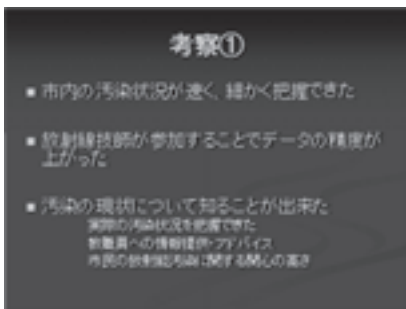 考察①
■ 市内の汚染状況が速く、細かく把握できた
■ 放射線技師が参加することでデータの精度が
上がった
■ 汚染の現状について知ることが出来た
実際の汚染状況を把握できた
教職員への情報提供・アドバイス
市民の放射能汚染に関する関心の高さ